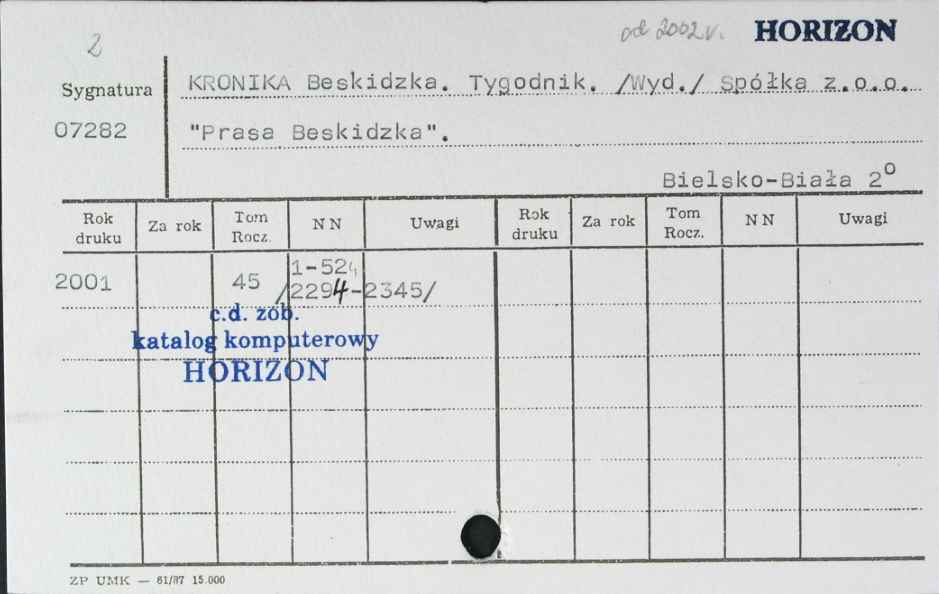 2 od 2002 r. HORIZON
Sygnatura KRONIKA Beskidzka. Tygodnik. /Wyd./ Spółka z.o.o.
07282 "Prasa Beskidzka".
Bielsko-Biała 2°
Rok druku Za rok Tom Rocz. N N Uwagi Rok druku Za rok Tom Rocz. N N Uwagi
2001 45 1-52
/2294-2345/
c.d. zob.
katalog komputerowy
HORIZON
ZP UMK — 61/87 15.000